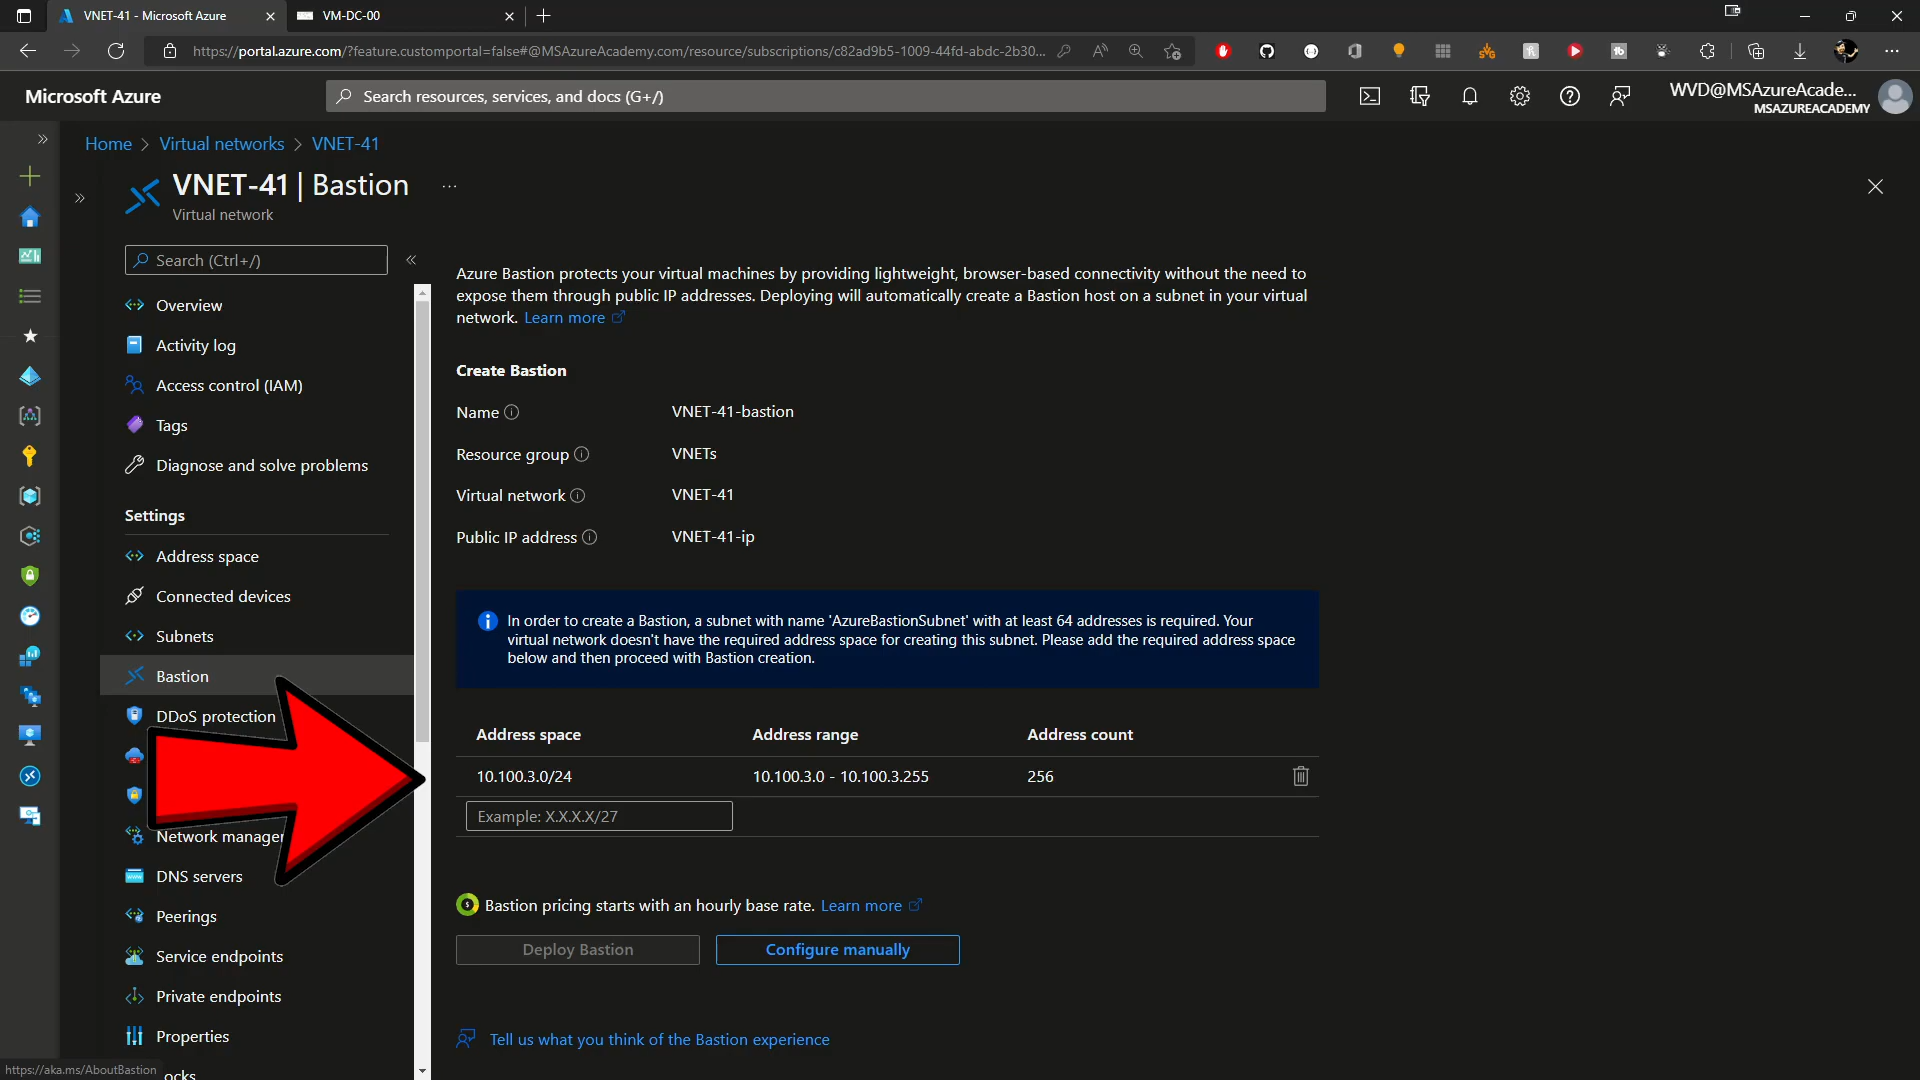 VNET-41 - Microsoft Azure
VM-DC-00
https://portal.azure.com/?feature.customportal=false#@MSAzureAcademy.com/resource/subscriptions/c82ad9b5-1009-44fd-abdc-2b30...
Microsoft Azure
Search resources, services, and docs (G+/)
WVD@MSAzureAcade...
MSAZUREACADEMY
Home > Virtual networks > VNET-41
VNET-41 | Bastion ...
Virtual network
Search (Ctrl+/)
Overview
Activity log
Access control (IAM)
Tags
Diagnose and solve problems
Settings
Address space
Connected devices
Subnets
Bastion
DDoS protection
Network manager
DNS servers
Peerings
Service endpoints
Private endpoints
Properties
ocks
https://aka.ms/AboutBastion
Azure Bastion protects your virtual machines by providing lightweight, browser-based connectivity without the need to
expose them through public IP addresses. Deploying will automatically create a Bastion host on a subnet in your virtual
network. Learn more
Create Bastion
Name VNET-41-bastion
Resource group VNETs
Virtual network VNET-41
Public IP address VNET-41-ip
In order to create a Bastion, a subnet with name 'AzureBastionSubnet' with at least 64 addresses is required. Your
virtual network doesn't have the required address space for creating this subnet. Please add the required address space
below and then proceed with Bastion creation.
Address space Address range Address count
10.100.3.0/24 10.100.3.0 - 10.100.3.255 256
Example: X.X.X.X/27
Bastion pricing starts with an hourly base rate. Learn more
Deploy Bastion Configure manually
Tell us what you think of the Bastion experience